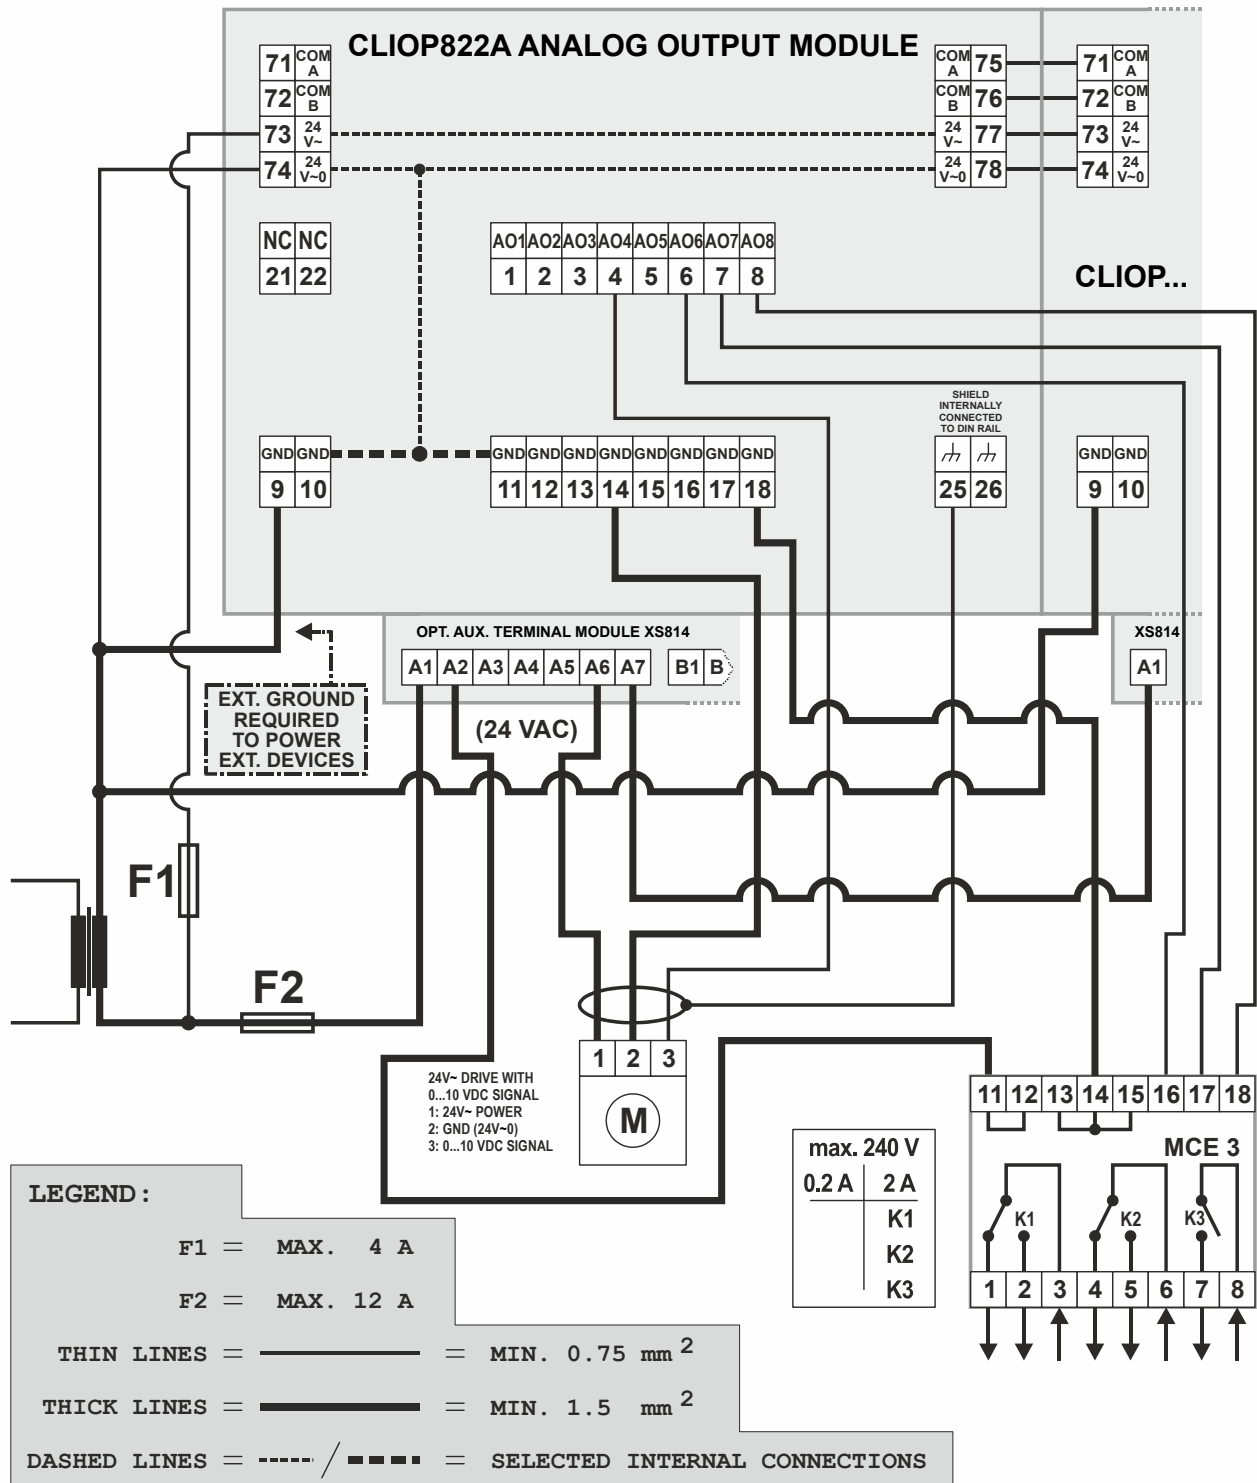 CLIOP822A ANALOG OUTPUT MODULE
71 COM A
72 COM B
73 24 V~
74 24 V~0
COM A 75
COM B 76
24 V~ 77
24 V~0 78
71 COM A
72 COM B
73 24 V~
74 24 V~0
NC NC
21 22
AO1 AO2 AO3 AO4 AO5 AO6 AO7 AO8
1 2 3 4 5 6 7 8
CLIOP...
SHIELD
INTERNALLY
CONNECTED
TO DIN RAIL
GND GND
9 10
GND GND GND GND GND GND GND GND
11 12 13 14 15 16 17 18
25 26
GND GND
9 10
OPT. AUX. TERMINAL MODULE XS814
A1 A2 A3 A4 A5 A6 A7 B1 B
XS814
A1
EXT. GROUND
REQUIRED
TO POWER
EXT. DEVICES
(24 VAC)
F1
F2
1 2 3
M
24V~ DRIVE WITH
0...10 VDC SIGNAL
1: 24V~ POWER
2: GND (24V~0)
3: 0...10 VDC SIGNAL
11 12 13 14 15 16 17 18
MCE 3
K1 K2 K3
1 2 3 4 5 6 7 8
max. 240 V
0.2 A 2 A
K1
K2
K3
LEGEND:
F1 = MAX. 4 A
F2 = MAX. 12 A
THIN LINES = = MIN. 0.75 mm 2
THICK LINES = = MIN. 1.5 mm 2
DASHED LINES = / = SELECTED INTERNAL CONNECTIONS